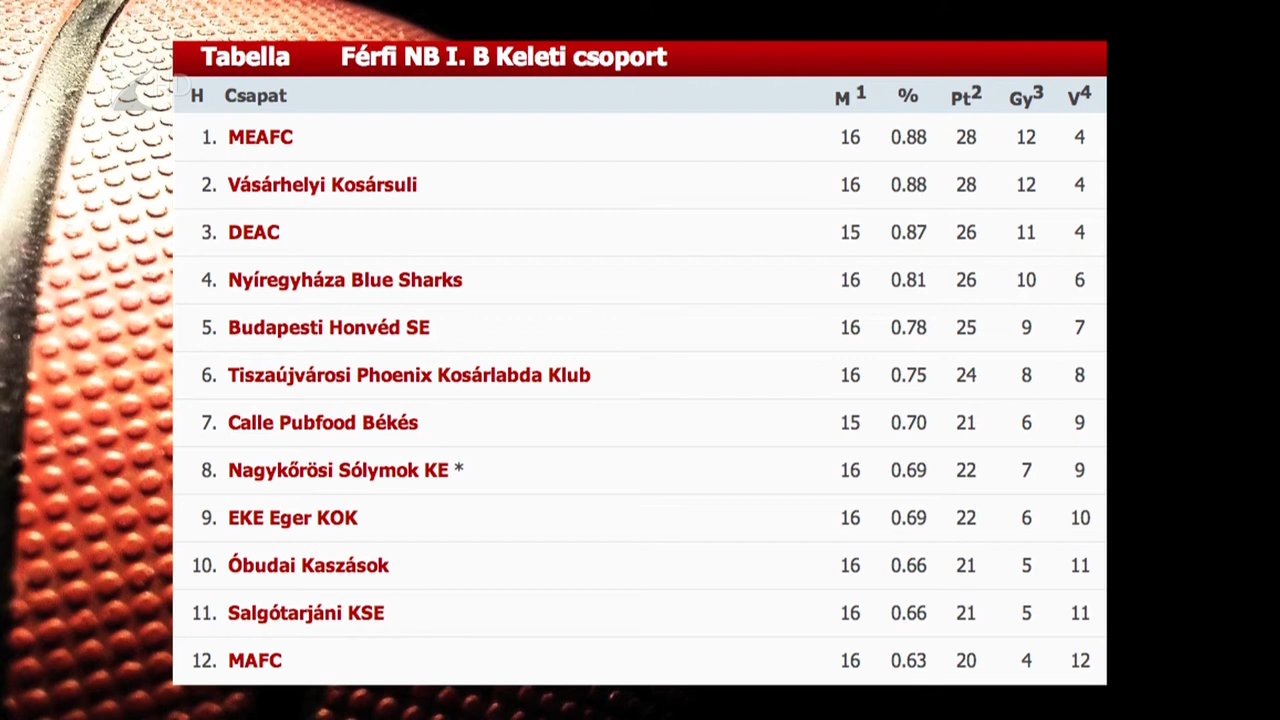 Tabella Férfi NB I. B Keleti csoport
H Csapat M 1 % Pt2 Gy3 V4
1. MEAFC 16 0.88 28 12 4
2. Vásárhelyi Kosársuli 16 0.88 28 12 4
3. DEAC 15 0.87 26 11 4
4. Nyíregyháza Blue Sharks 16 0.81 26 10 6
5. Budapesti Honvéd SE 16 0.78 25 9 7
6. Tiszaújvárosi Phoenix Kosárlabda Klub 16 0.75 24 8 8
7. Calle Pubfood Békés 15 0.70 21 6 9
8. Nagykőrösi Sólymok KE * 16 0.69 22 7 9
9. EKE Eger KOK 16 0.69 22 6 10
10. Óbudai Kaszások 16 0.66 21 5 11
11. Salgótarjáni KSE 16 0.66 21 5 11
12. MAFC 16 0.63 20 4 12